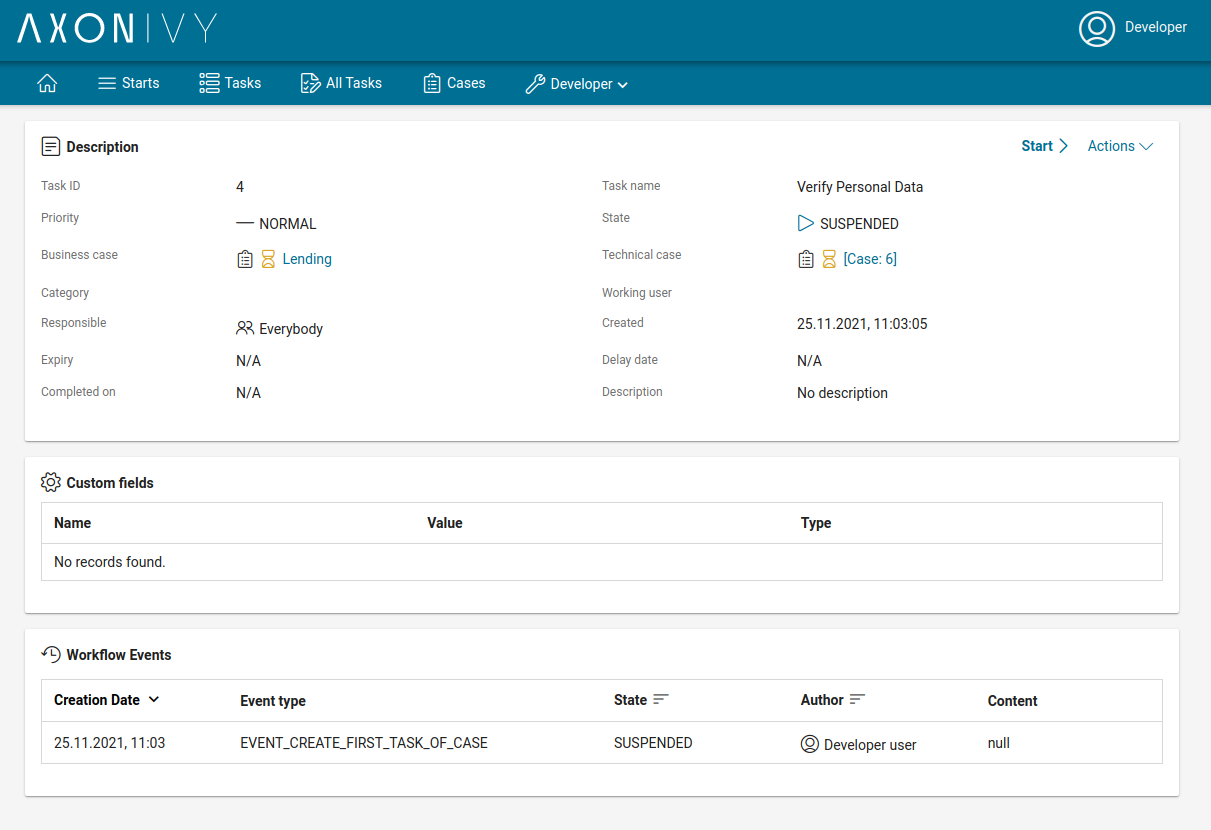 AXONIVY
Developer
Starts Tasks All Tasks Cases Developer
Description Start Actions
Task ID 4 Task name Verify Personal Data
Priority NORMAL State SUSPENDED
Business case Lending Technical case [Case: 6]
Category Working user
Responsible Everybody Created 25.11.2021, 11:03:05
Expiry N/A Delay date N/A
Completed on N/A Description No description
Custom fields
Name Value Type
No records found.
Workflow Events
Creation Date Event type State Author Content
25.11.2021, 11:03 EVENT_CREATE_FIRST_TASK_OF_CASE SUSPENDED Developer user null